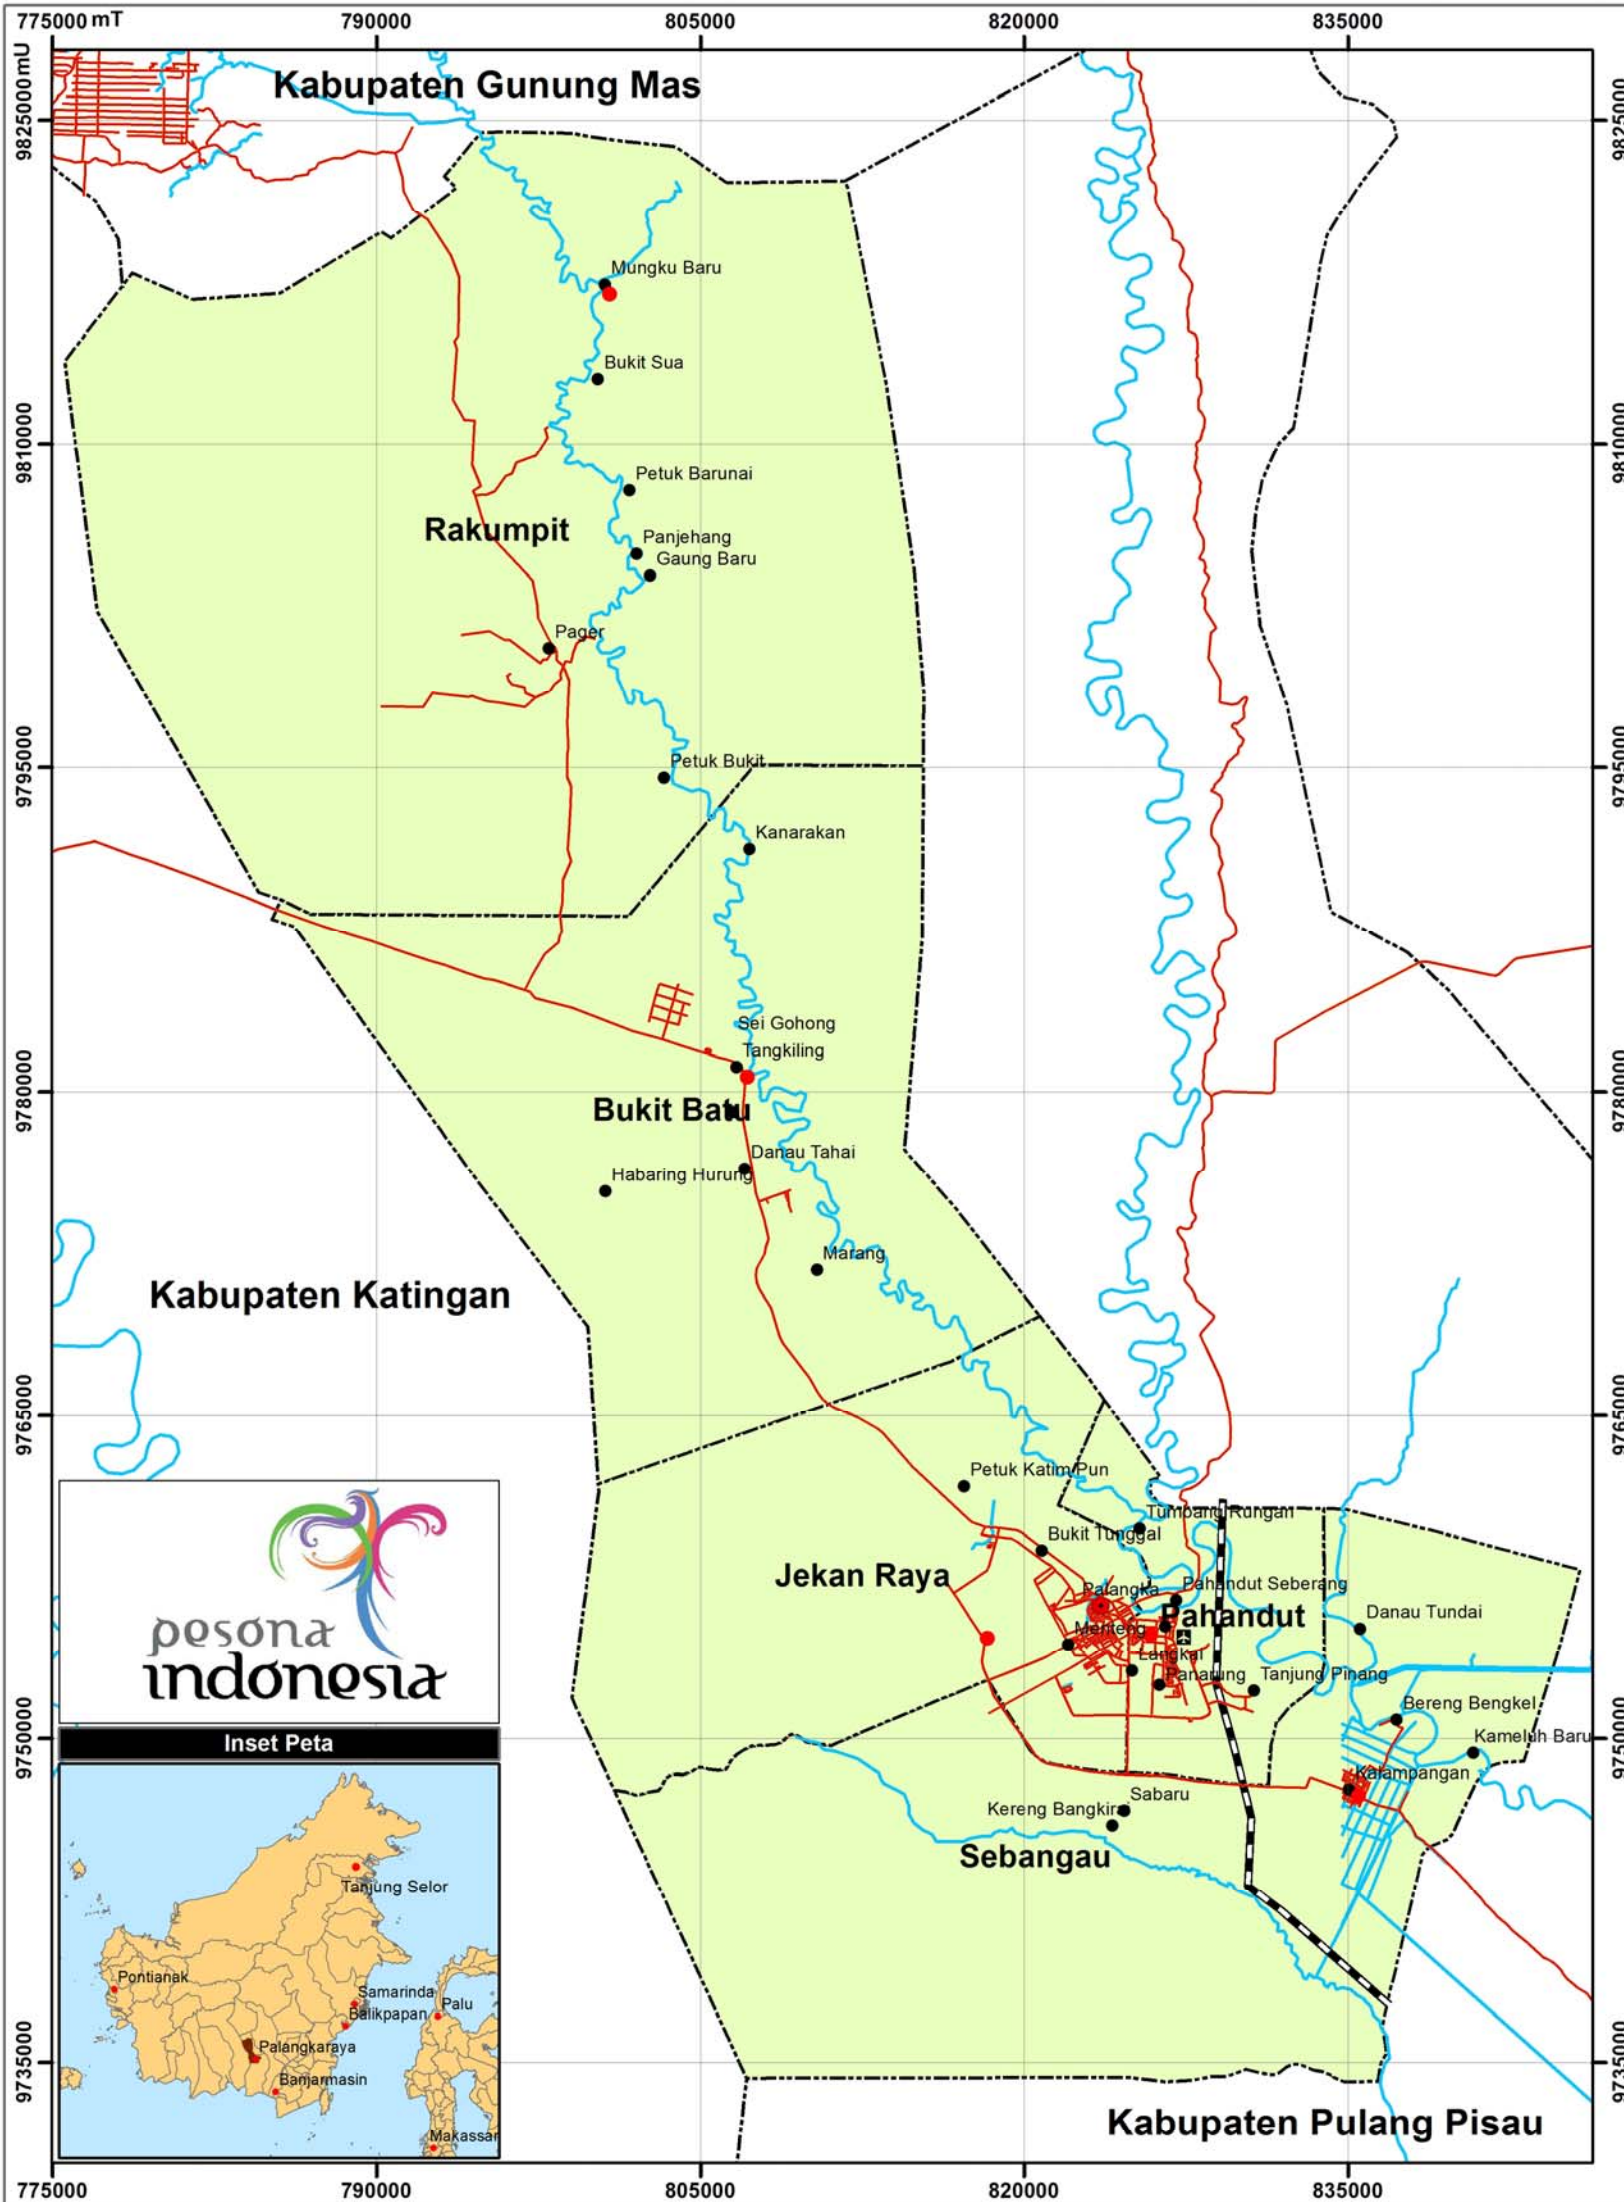 775000 mT
790000
805000
820000
835000
9825000 mU
9825000
Kabupaten Gunung Mas
Mungku Baru
Bukit Sua
9810000
9810000
Petuk Barunai
Rakumpit
Panjehang
Gaung Baru
Pager
9795000
9795000
Petuk Bukit
Kanarakan
Sei Gohong
Tangkiling
9780000
9780000
Bukit Batu
Danau Tahai
Habaring Hurung
Marang
Kabupaten Katingan
9765000
9765000
Petuk Katim Pun
Tumbang Rungan
Bukit Tunggal
Jekan Raya
Palangka
Pahandut Seberang
Pahandut
Danau Tundai
Menteng
Langkai
Panarung
Tanjung Pinang
Bereng Bengkel
9750000
9750000
Kameluh Baru
Kalampangan
Sabaru
Kereng Bangkirai
Sebangau
pesona
indonesia
Inset Peta
Tanjung Selor
Pontianak
Samarinda
Balikpapan
Palu
Palangkaraya
Banjarmasin
Makassar
9735000
9735000
Kabupaten Pulang Pisau
775000
790000
805000
820000
835000